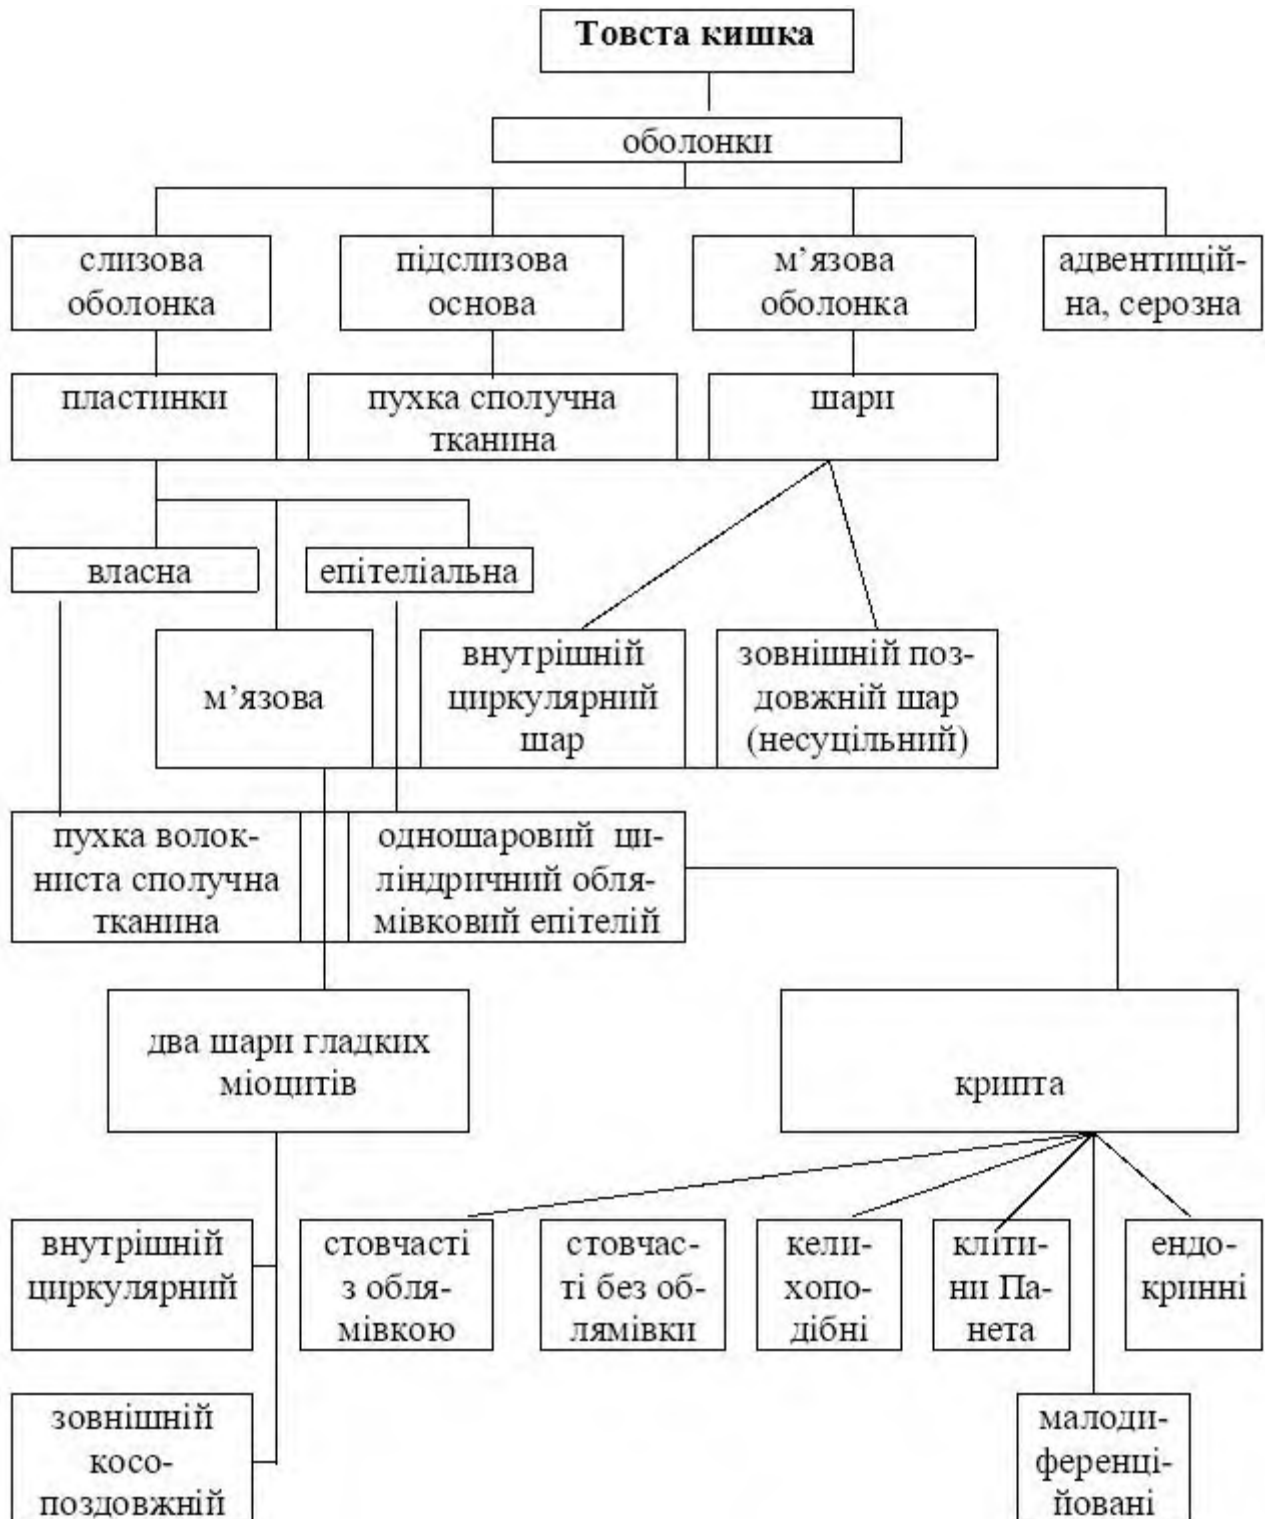 Товста кишка
оболонки
слизова
оболонка
підслизова
основа
м’язова
оболонка
адвентицій-
на, серозна
пластинки
пухка сполучна
тканина
шари
власна
епітеліальна
м’язова
внутрішній
циркулярний
шар
зовнішній поз-
довжній шар
(несуцільний)
пухка волок-
ниста сполучна
тканина
одношаровий ци-
ліндричний обля-
мівковий епітелій
два шари гладких
міоцитів
крипта
внутрішній
циркулярний
стовчасті
з обля-
мівкою
стовчас-
ті без об-
лямівки
кели-
хопо-
дібні
кліти-
ни Па-
нета
ендо-
кринні
зовнішній
косо-
поздовжній
малоди-
ференці-
йовані